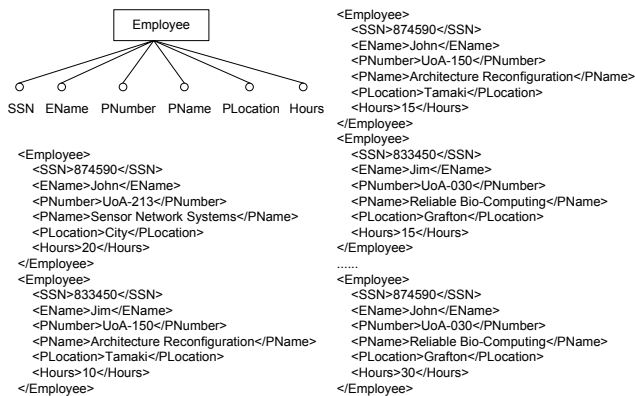 Employee
SSN EName PNumber PName PLocation Hours
<Employee>
<SSN>874590</SSN>
<EName>John</EName>
<PNumber>UoA-213</PNumber>
<PName>Sensor Network Systems</PName>
<PLocation>City</PLocation>
<Hours>20</Hours>
</Employee>
<Employee>
<SSN>833450</SSN>
<EName>Jim</EName>
<PNumber>UoA-150</PNumber>
<PName>Architecture Reconfiguration</PName>
<PLocation>Tamaki</PLocation>
<Hours>10</Hours>
</Employee>
<Employee>
<SSN>874590</SSN>
<EName>John</EName>
<PNumber>UoA-150</PNumber>
<PName>Architecture Reconfiguration</PName>
<PLocation>Tamaki</PLocation>
<Hours>15</Hours>
</Employee>
<Employee>
<SSN>833450</SSN>
<EName>Jim</EName>
<PNumber>UoA-030</PNumber>
<PName>Reliable Bio-Computing</PName>
<PLocation>Grafton</PLocation>
<Hours>15</Hours>
</Employee>
......
<Employee>
<SSN>874590</SSN>
<EName>John</EName>
<PNumber>UoA-030</PNumber>
<PName>Reliable Bio-Computing</PName>
<PLocation>Grafton</PLocation>
<Hours>30</Hours>
</Employee>